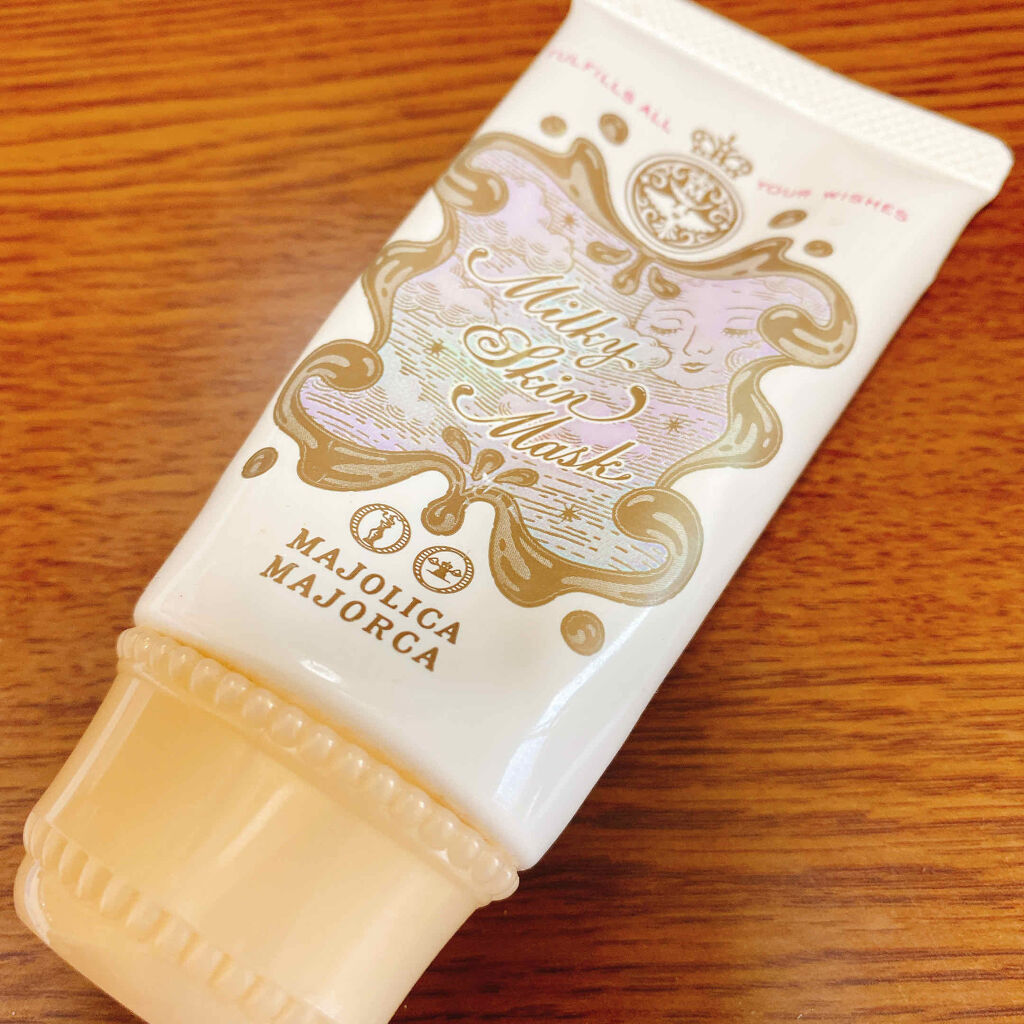 FULFILLS ALL YOUR WISHES
Milky
Skin
Mask
MAJOLICA
MAJORCA